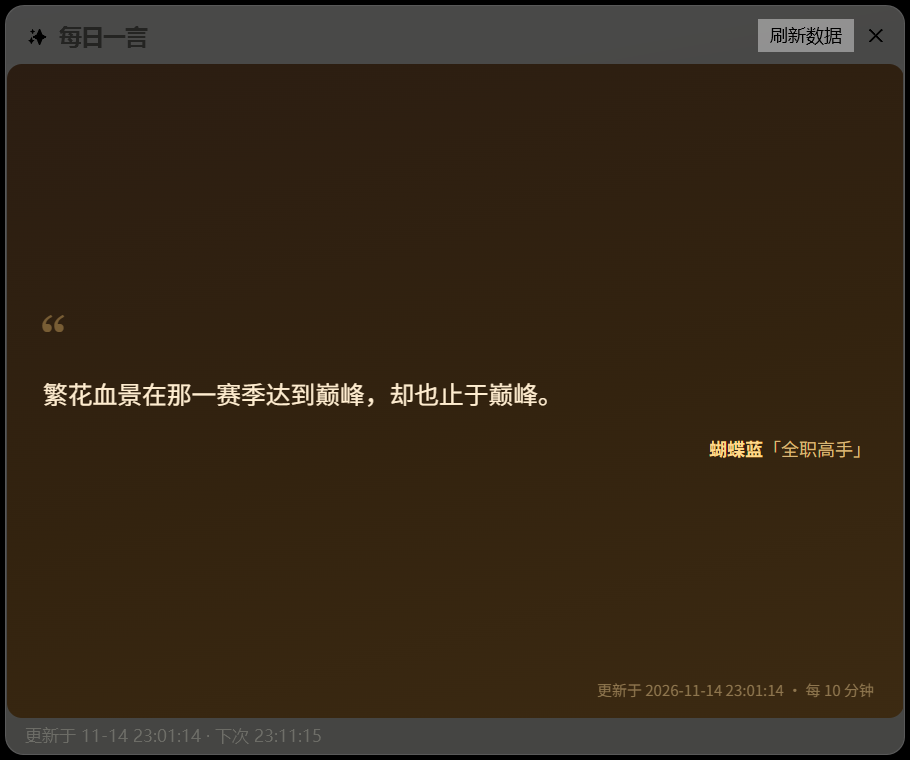 每日一言
刷新数据
“
繁花血景在那一赛季达到巅峰，却也止于巅峰。
蝴蝶蓝「全职高手」
更新于 2026-11-14 23:01:14 · 每 10 分钟
更新于 11-14 23:01:14 · 下次 23:11:15